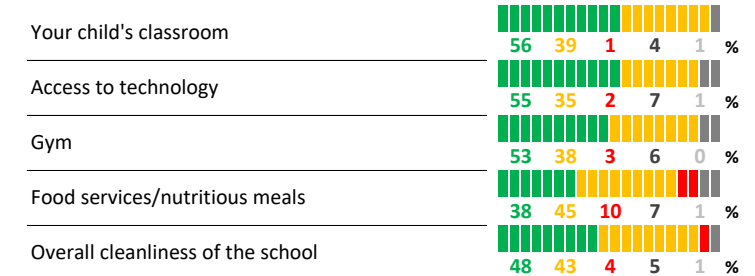 Your child's classroom
56 39 1 4 1 %
Access to technology
55 35 2 7 1 %
Gym
53 38 3 6 0 %
Food services/nutritious meals
38 45 10 7 1 %
Overall cleanliness of the school
48 43 4 5 1 %